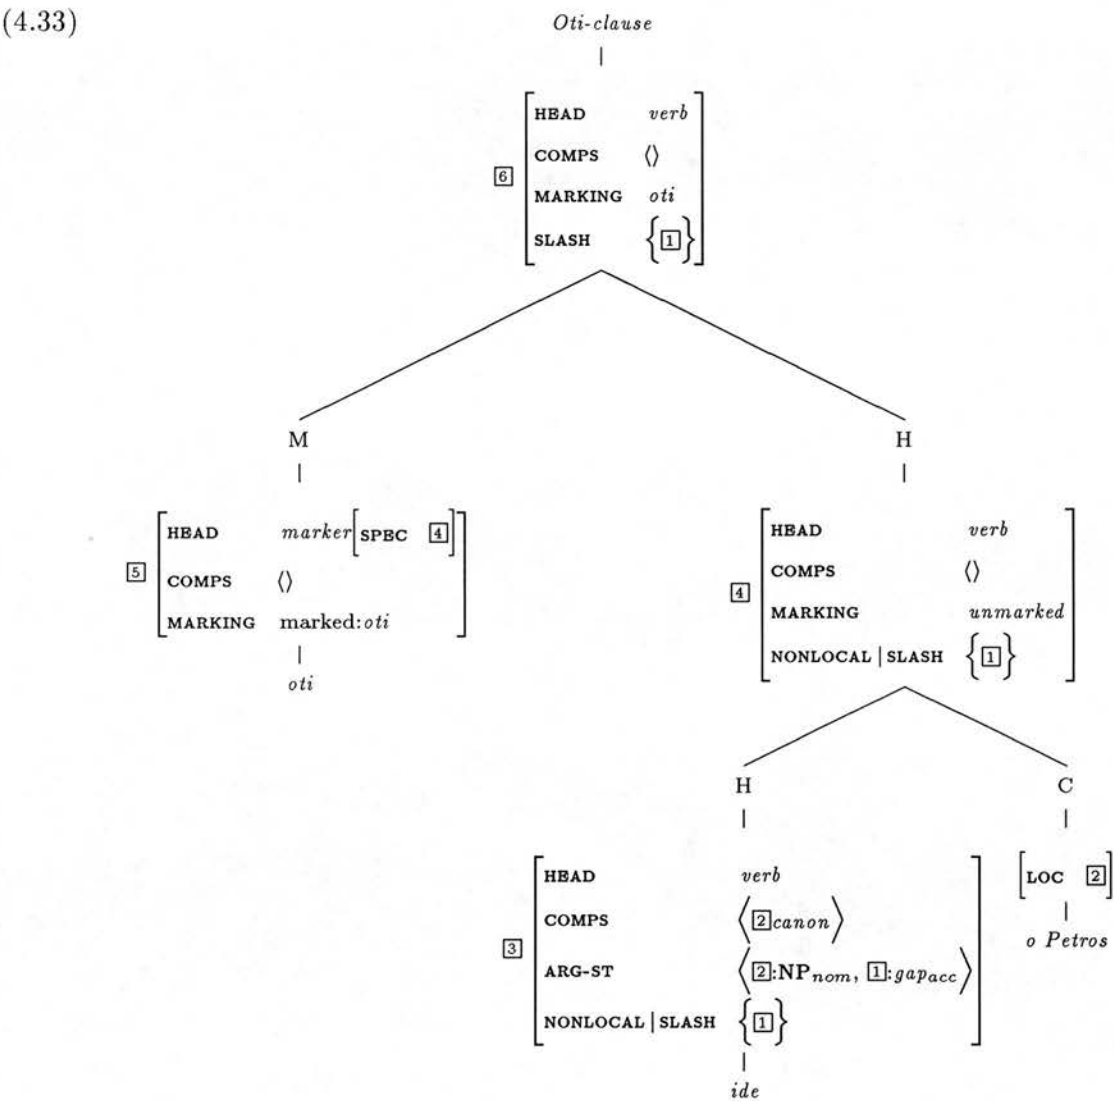 (4.33)
Oti-clause
HEAD verb
COMPS ⟨⟩
6
MARKING oti
SLASH {1}
M H
HEAD marker[SPEC 4]
5
COMPS ⟨⟩
MARKING marked:oti
oti
HEAD verb
COMPS ⟨⟩
4
MARKING unmarked
NONLOCAL | SLASH {1}
H C
HEAD verb
COMPS ⟨2canon⟩
3
ARG-ST ⟨2:NPnom, 1:gapacc⟩
NONLOCAL | SLASH {1}
ide
[LOC 2]
o Petros